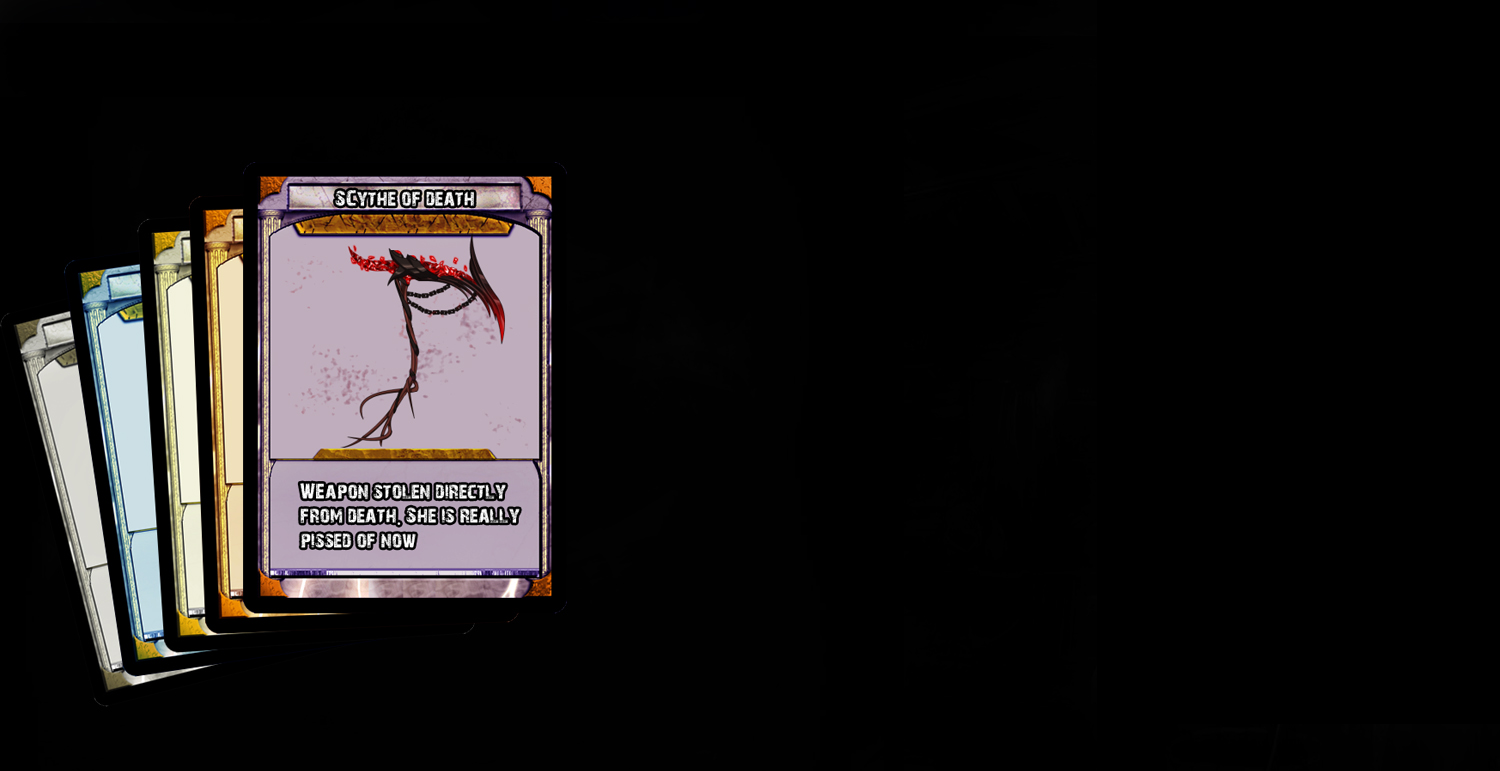 SCYTHE OF DEATH
WEAPON STOLEN DIRECTLY
FROM DEATH, SHE IS REALLY
PISSED OF NOW